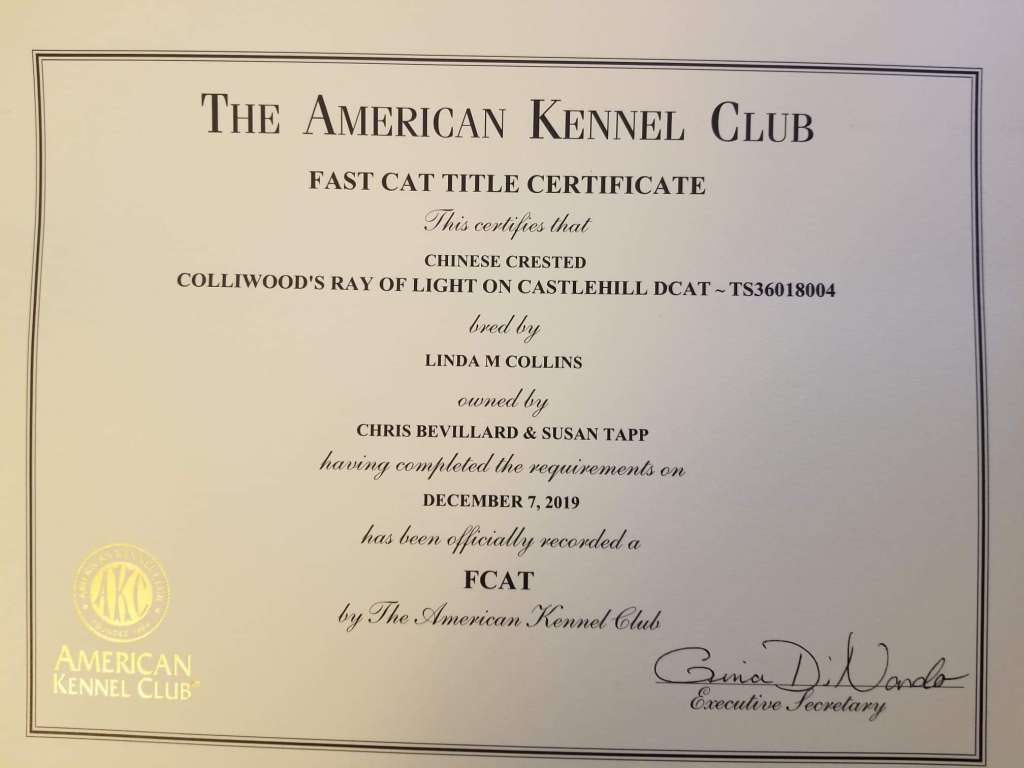 THE AMERICAN KENNEL CLUB
FAST CAT TITLE CERTIFICATE
This certifies that
CHINESE CRESTED
COLLIWOOD'S RAY OF LIGHT ON CASTLEHILL DCAT ~ TS36018004
bred by
LINDA M COLLINS
owned by
CHRIS BEVILLARD & SUSAN TAPP
having completed the requirements on
DECEMBER 7, 2019
has been officially recorded a
FCAT
by The American Kennel Club
AKC
AMERICAN
KENNEL CLUB
Gina DiNardo
Executive Secretary